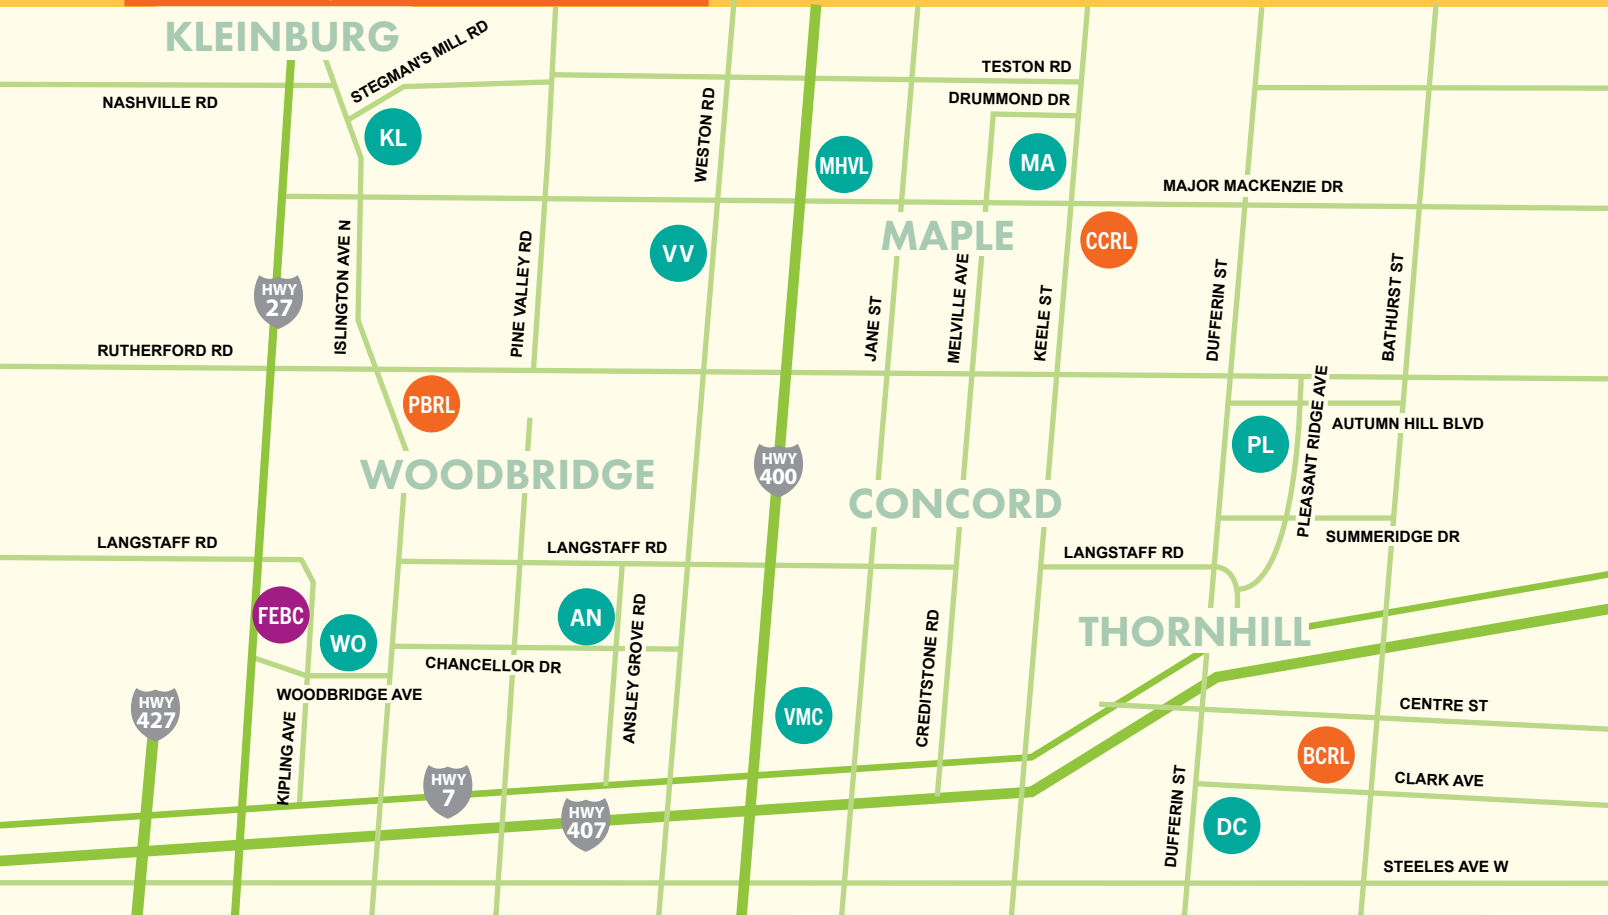 KLEINBURG
STEGMAN'S MILL RD
TESTON RD
NASHVILLE RD
DRUMMOND DR
WESTON RD
KL
MHVL
MA
MAJOR MACKENZIE DR
MAPLE
CCRL
VV
ISLINGTON AVE N
PINE VALLEY RD
HWY
27
JANE ST
MELVILLE AVE
KEELE ST
DUFFERIN ST
BATHURST ST
RUTHERFORD RD
PBRL
PLEASANT RIDGE AVE
AUTUMN HILL BLVD
PL
WOODBRIDGE
HWY
400
CONCORD
LANGSTAFF RD
LANGSTAFF RD
LANGSTAFF RD
SUMMERIDGE DR
FEBC
WO
AN
ANSLEY GROVE RD
CREDITSTONE RD
THORNHILL
CHANCELLOR DR
WOODBRIDGE AVE
HWY
427
KIPLING AVE
VMC
CENTRE ST
BCRL
HWY
7
CLARK AVE
HWY
407
DUFFERIN ST
DC
STEELES AVE W